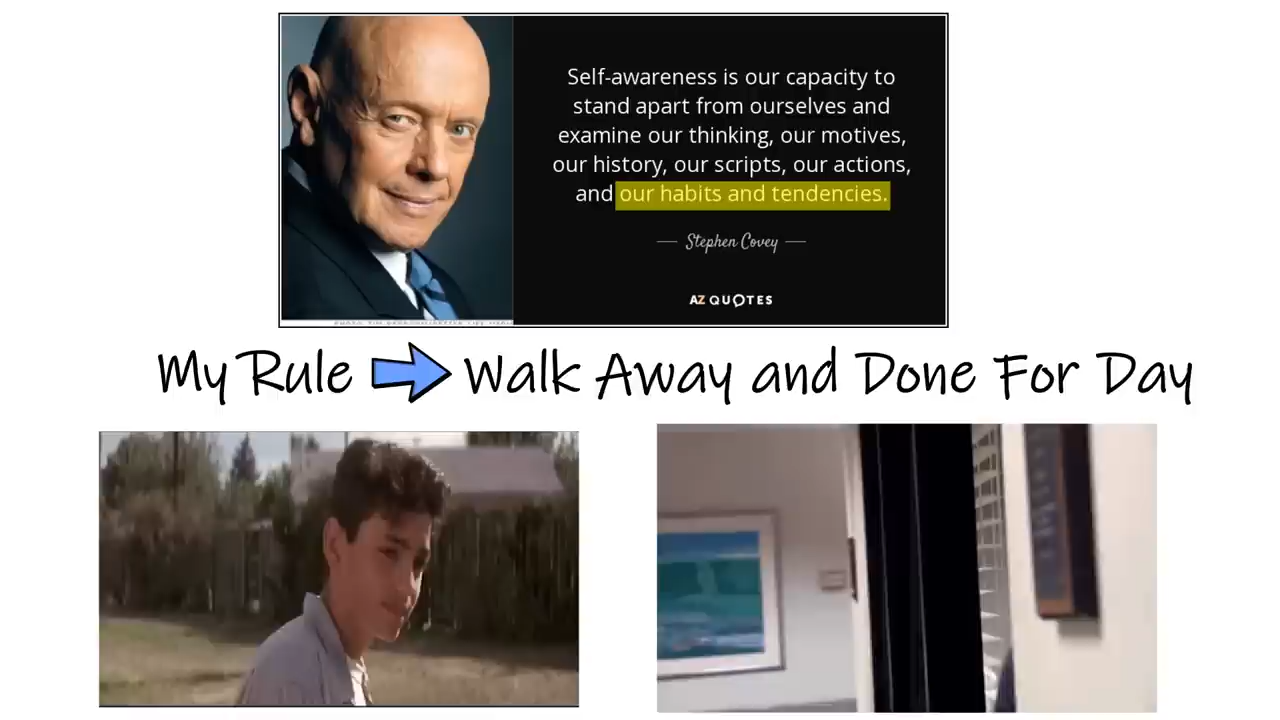 Self-awareness is our capacity to
stand apart from ourselves and
examine our thinking, our motives,
our history, our scripts, our actions,
and our habits and tendencies.
Stephen Covey
AZ QUOTES
My Rule Walk Away and Done For Day